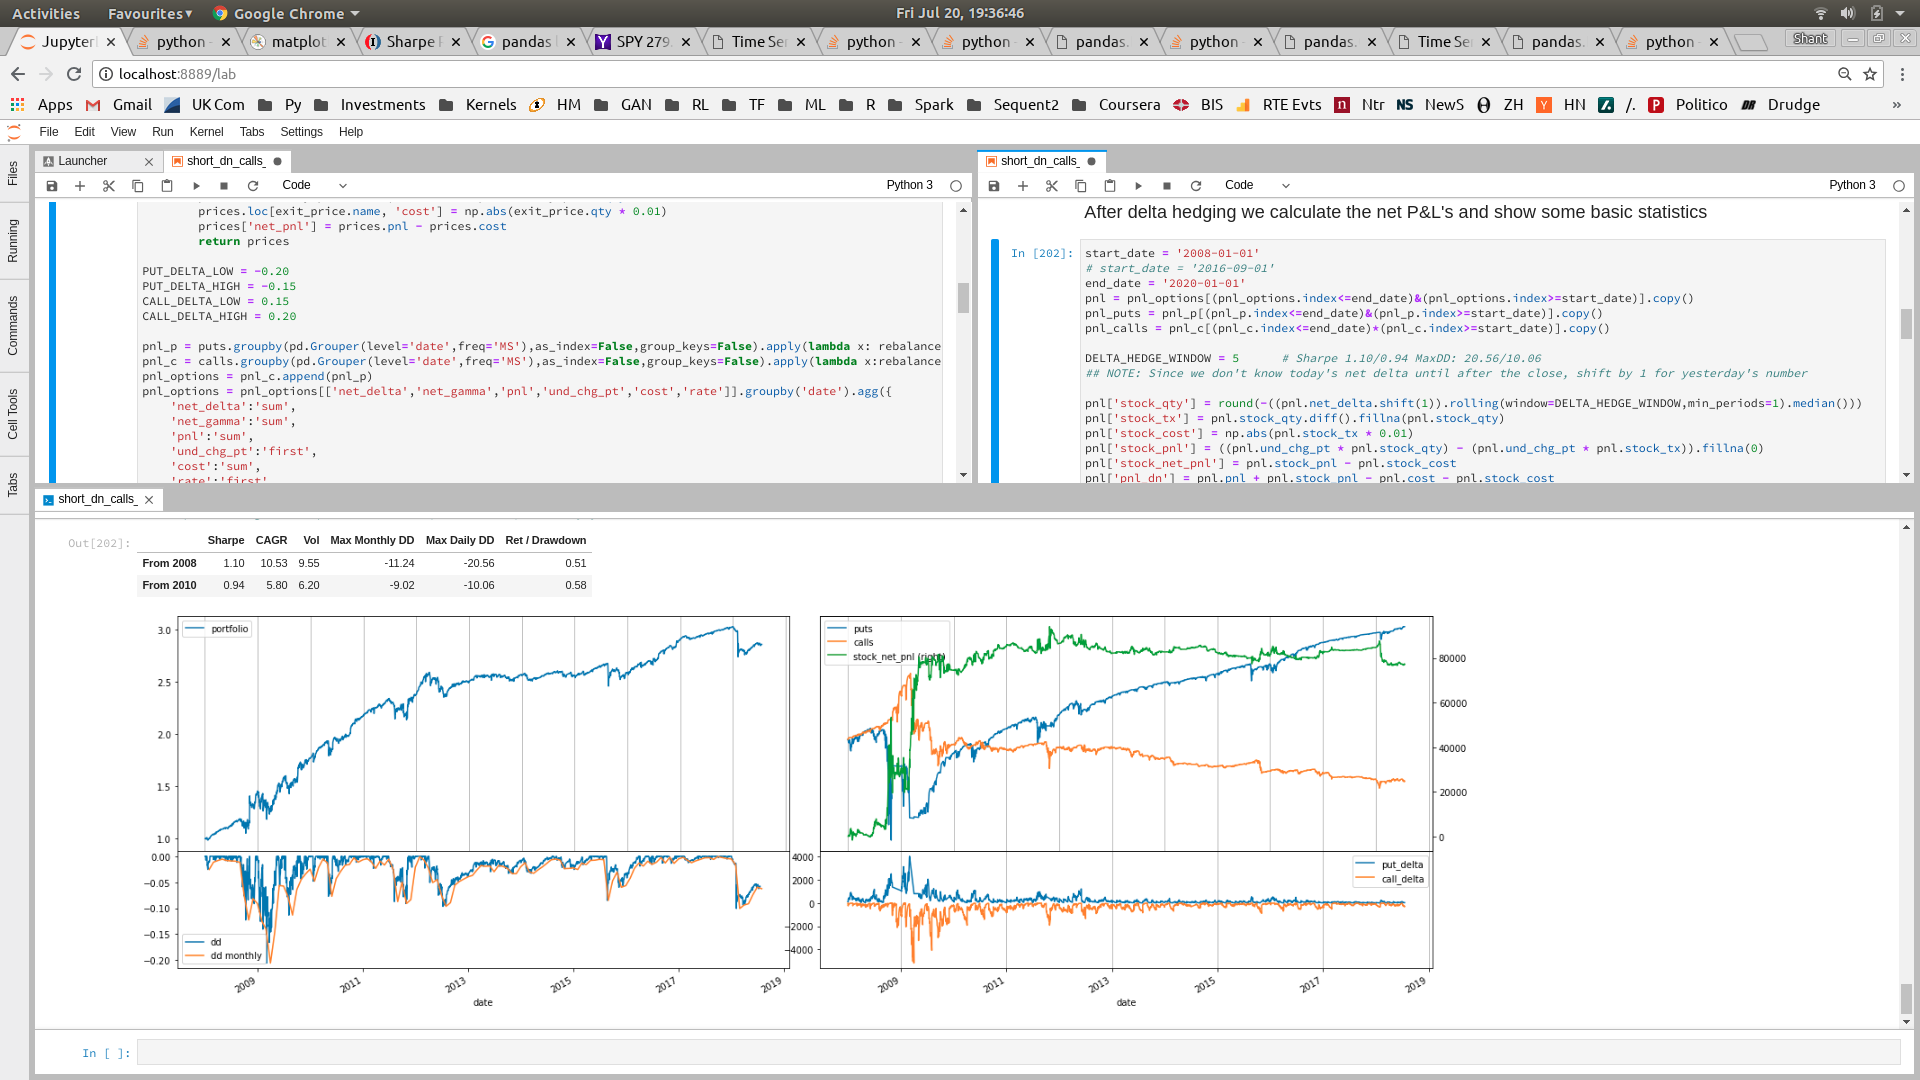 Activities Favourites▾ Google Chrome ▾ Fri Jul 20, 19:36:46
Jupyterl python - matplot Sharpe R pandas SPY 279. Time Se python - python - pandas. python - pandas. Time Se pandas. python - Shant
localhost:8889/lab
Apps Gmail UK Com Py Investments Kernels HM GAN RL TF ML R Spark Sequent2 Coursera BIS RTE Evts Ntr NewS ZH HN /. Politico Drudge »
File Edit View Run Kernel Tabs Settings Help
Files
Running
Commands
Cell Tools
Tabs
Launcher short_dn_calls_
Code Python 3
prices.loc[exit_price.name, 'cost'] = np.abs(exit_price.qty * 0.01)
prices['net_pnl'] = prices.pnl - prices.cost
return prices
PUT_DELTA_LOW = -0.20
PUT_DELTA_HIGH = -0.15
CALL_DELTA_LOW = 0.15
CALL_DELTA_HIGH = 0.20
pnl_p = puts.groupby(pd.Grouper(level='date',freq='MS'),as_index=False,group_keys=False).apply(lambda x: rebalance
pnl_c = calls.groupby(pd.Grouper(level='date',freq='MS'),as_index=False,group_keys=False).apply(lambda x:rebalance
pnl_options = pnl_c.append(pnl_p)
pnl_options = pnl_options[['net_delta','net_gamma','pnl','und_chg_pt','cost','rate']].groupby('date').agg({
'net_delta':'sum',
'net_gamma':'sum',
'pnl':'sum',
'und_chg_pt':'first',
'cost':'sum',
'rate':'first'
short_dn_calls_
Code Python 3
After delta hedging we calculate the net P&L's and show some basic statistics
In [202]:
start_date = '2008-01-01'
# start_date = '2016-09-01'
end_date = '2020-01-01'
pnl = pnl_options[(pnl_options.index<=end_date)&(pnl_options.index>=start_date)].copy()
pnl_puts = pnl_p[(pnl_p.index<=end_date)&(pnl_p.index>=start_date)].copy()
pnl_calls = pnl_c[(pnl_c.index<=end_date)*(pnl_c.index>=start_date)].copy()
DELTA_HEDGE_WINDOW = 5 # Sharpe 1.10/0.94 MaxDD: 20.56/10.06
## NOTE: Since we don't know today's net delta until after the close, shift by 1 for yesterday's number
pnl['stock_qty'] = round(-((pnl.net_delta.shift(1)).rolling(window=DELTA_HEDGE_WINDOW,min_periods=1).median()))
pnl['stock_tx'] = pnl.stock_qty.diff().fillna(pnl.stock_qty)
pnl['stock_cost'] = np.abs(pnl.stock_tx * 0.01)
pnl['stock_pnl'] = ((pnl.und_chg_pt * pnl.stock_qty) - (pnl.und_chg_pt * pnl.stock_tx)).fillna(0)
pnl['stock_net_pnl'] = pnl.stock_pnl - pnl.stock_cost
pnl['pnl_dn'] = pnl.pnl + pnl.stock_pnl - pnl.cost - pnl.stock_cost
short_dn_calls_
Out[202]:
Sharpe CAGR Vol Max Monthly DD Max Daily DD Ret / Drawdown
From 2008 1.10 10.53 9.55 -11.24 -20.56 0.51
From 2010 0.94 5.80 6.20 -9.02 -10.06 0.58
portfolio
3.0
2.5
2.0
1.5
1.0
0.00
−0.05
−0.10
−0.15
−0.20
dd
dd monthly
2009 2011 2013 2015 2017 2019
date
puts
calls
stock_net_pnl (right)
80000
60000
40000
20000
0
4000
2000
0
−2000
−4000
put_delta
call_delta
2009 2011 2013 2015 2017 2019
date
In [ ]: